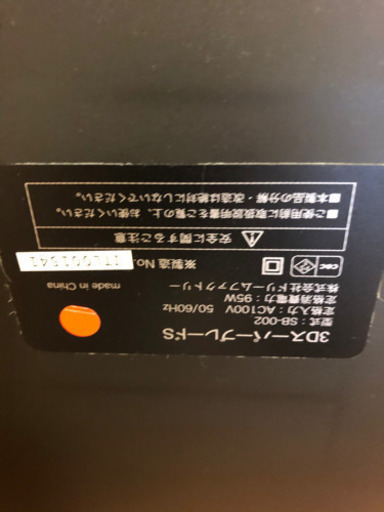 3DスーパーブレードS
型式：SB-002
定格入力：AC100V 50/60Hz
定格消費電力：95W
株式会社ドリームファクトリー
made in China
※製造No.
ITL001541
安全に関するご注意
■ご使用前に取扱説明書をご覧の上、お使いください。
■本製品の分解・改造は絶対にしないでください。